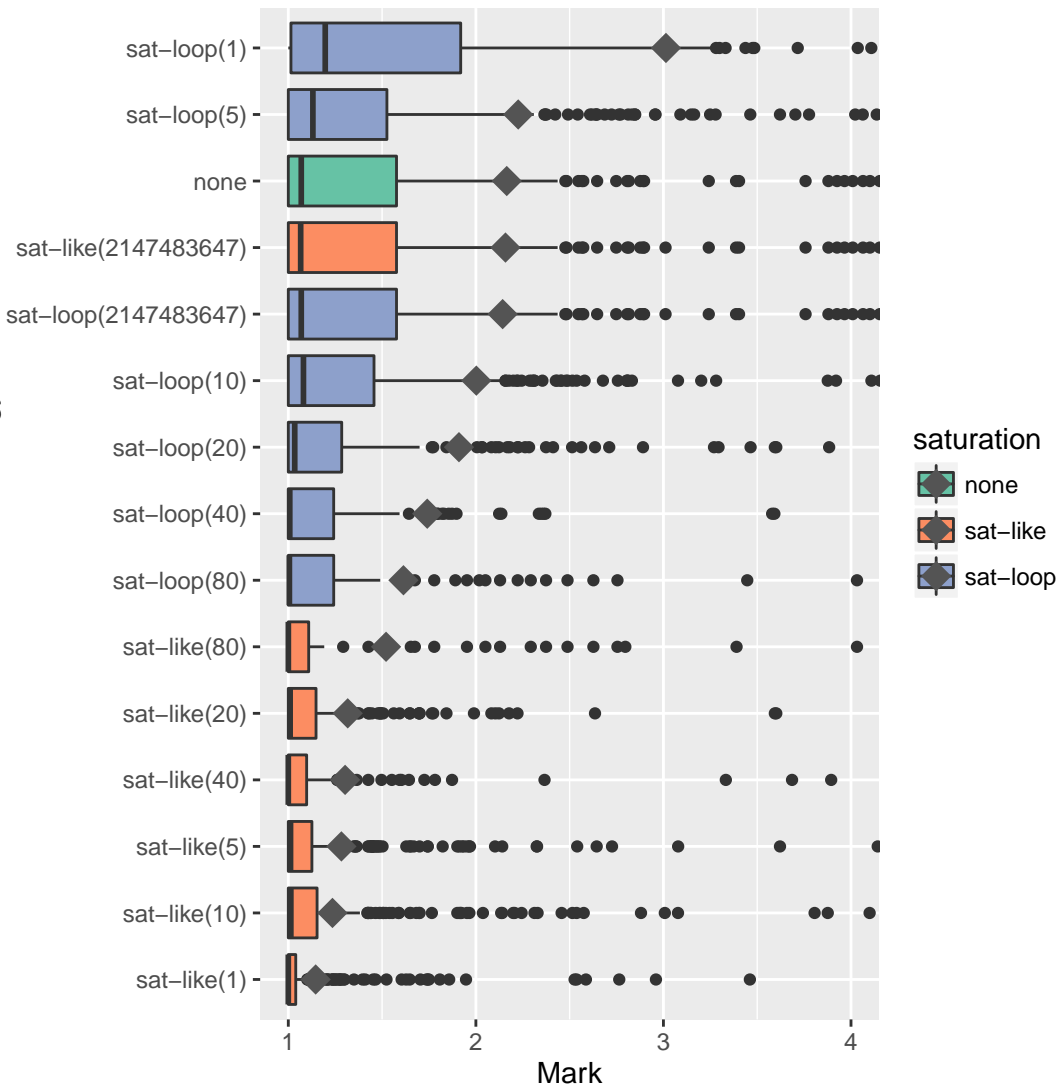 sat−loop(1)
sat−loop(5)
none
sat−like(2147483647)
sat−loop(2147483647)
sat−loop(10)
sat−loop(20)
sat−loop(40)
sat−loop(80)
sat−like(80)
sat−like(20)
sat−like(40)
sat−like(5)
sat−like(10)
sat−like(1)
1 2 3 4
Mark
saturation
none
sat−like
sat−loop